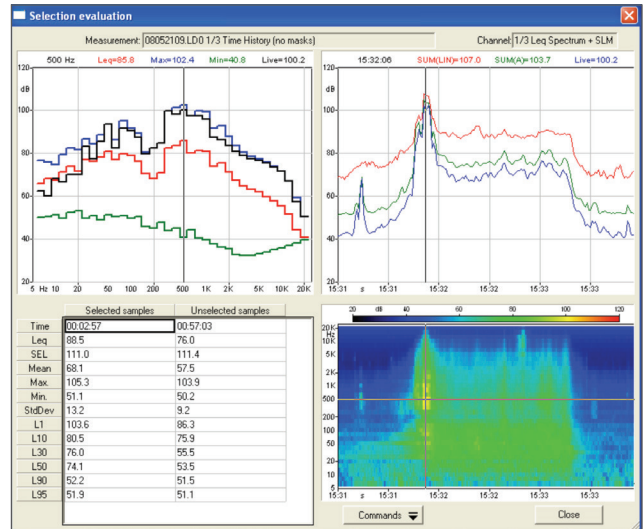 Selection evaluation
Measurement: 08052109.LD0 1/3 Time History (no masks) Channel: 1/3 Leq Spectrum + SLM
500 Hz Leq=85.8 Max=102.4 Min=40.8 Live=100.2
120
dB
100
80
60
40
20
5 Hz 10 20 50 100 200 500 1K 2K 5K 10K 20K
15:32:06 SUM(LIN)=107.0 SUM(A)=103.7 Live=100.2
120
dB
100
80
60
40
20
15:31 s 15:31 15:32 15:32 15:33 15:33 15:33
Selected samples Unselected samples
Time 00:02:57 00:57:03
Leq 88.5 76.0
SEL 111.0 111.4
Mean 68.1 57.5
Max. 105.3 103.9
Min. 51.1 50.2
StdDev 13.2 9.2
L1 103.6 86.3
L10 80.5 75.9
L30 76.0 55.5
L50 74.1 53.5
L90 52.2 51.5
L95 51.9 51.1
20 dB 40 60 80 100 120
20K
Hz
10K
5K
2K
1K
500
200
100
50
20
10
5
15:31 s 15:31 15:32 15:32 15:33 15:33
Commands Close